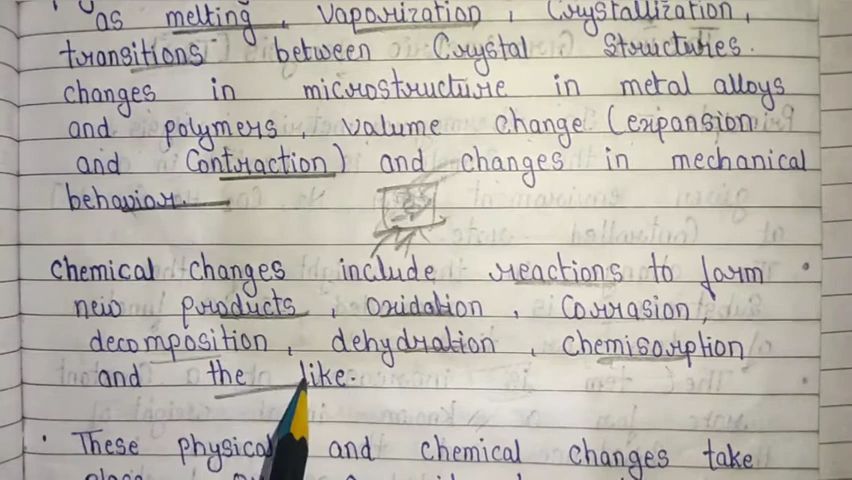 as melting, Vaporization, Crystallization,
transitions between Crystal Structures.
changes in microstructure in metal alloys
and polymers, valume change (expansion
and Contraction) and changes in mechanical
behavior.
chemical changes include reactions to form
new products, oxidation, Corrasion,
decomposition, dehydration, Chemisorption
and the like.
• These physical and chemical changes take